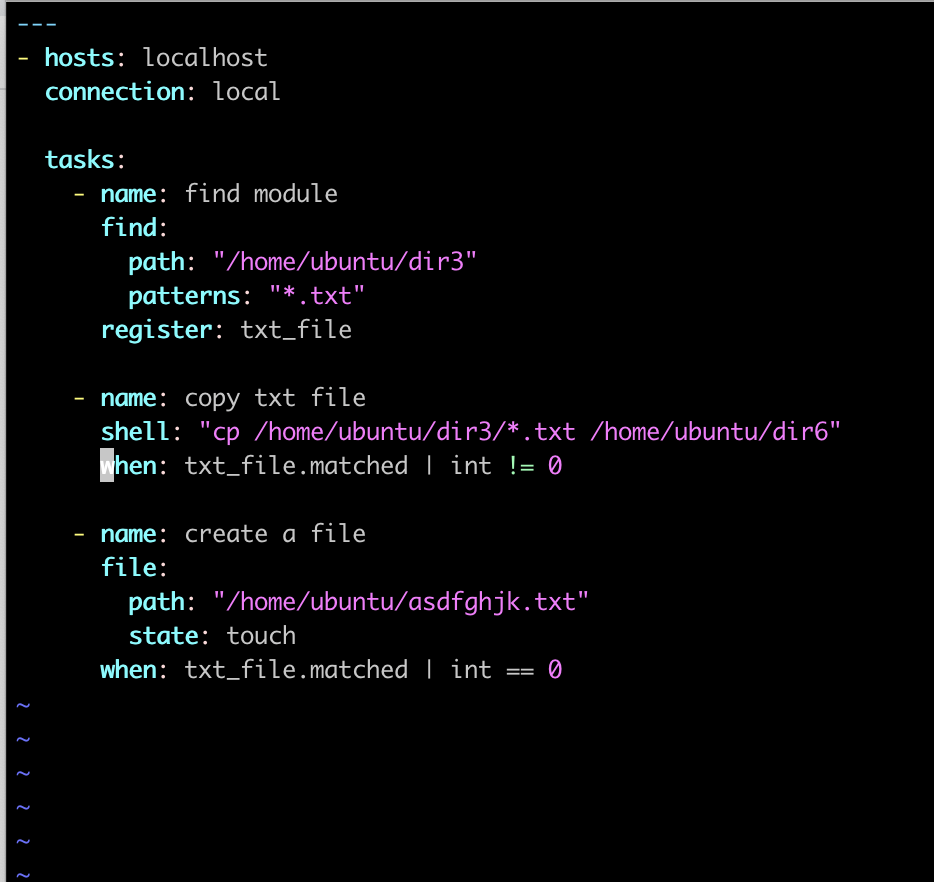 ---
- hosts: localhost
  connection: local

  tasks:
    - name: find module
      find:
        path: "/home/ubuntu/dir3"
        patterns: "*.txt"
      register: txt_file

    - name: copy txt file
      shell: "cp /home/ubuntu/dir3/*.txt /home/ubuntu/dir6"
      when: txt_file.matched | int != 0

    - name: create a file
      file:
        path: "/home/ubuntu/asdfghjk.txt"
        state: touch
      when: txt_file.matched | int == 0
~
~
~
~
~
~